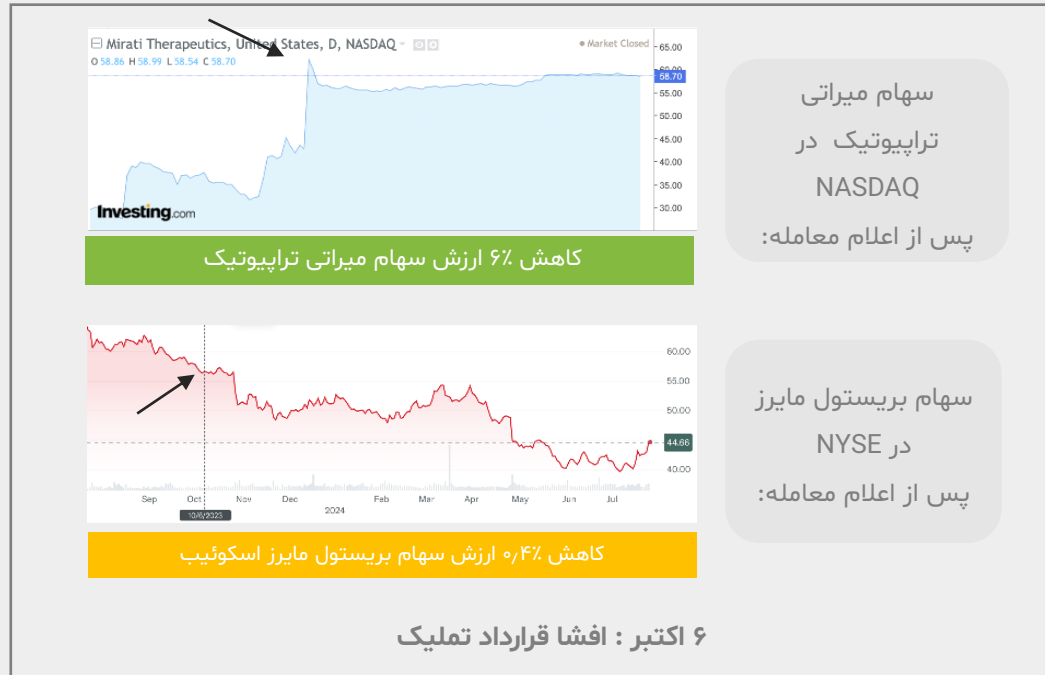 Mirati Therapeutics, United States, D, NASDAQ
Market Closed
O 58.86 H 58.99 L 58.54 C 58.70
65.00
60.00
58.70
55.00
50.00
45.00
40.00
35.00
30.00
Investing.com
کاهش ۶٪ ارزش سهام میراتی تراپیوتیک
سهام میراتی
تراپیوتیک در
NASDAQ
پس از اعلام معامله:
60.00
55.00
50.00
44.66
40.00
Sep Oct Nov Dec Feb Mar Apr May Jun Jul
10/6/2023
2024
کاهش ۰٫۴٪ ارزش سهام بریستول مایرز اسکوئیب
سهام بریستول مایرز
در NYSE
پس از اعلام معامله:
۶ اکتبر : افشا قرارداد تملیک